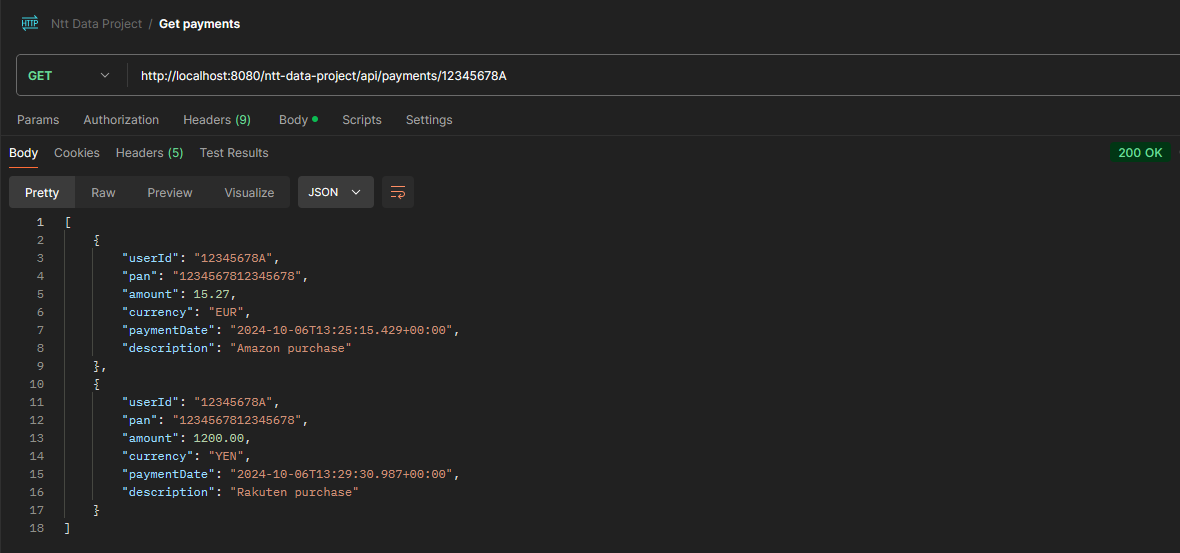 HTTP Ntt Data Project / Get payments
GET http://localhost:8080/ntt-data-project/api/payments/12345678A
Params Authorization Headers (9) Body Scripts Settings
Body Cookies Headers (5) Test Results 200 OK
Pretty Raw Preview Visualize JSON
1 [
2 {
3 "userId": "12345678A",
4 "pan": "1234567812345678",
5 "amount": 15.27,
6 "currency": "EUR",
7 "paymentDate": "2024-10-06T13:25:15.429+00:00",
8 "description": "Amazon purchase"
9 },
10 {
11 "userId": "12345678A",
12 "pan": "1234567812345678",
13 "amount": 1200.00,
14 "currency": "YEN",
15 "paymentDate": "2024-10-06T13:29:30.987+00:00",
16 "description": "Rakuten purchase"
17 }
18 ]